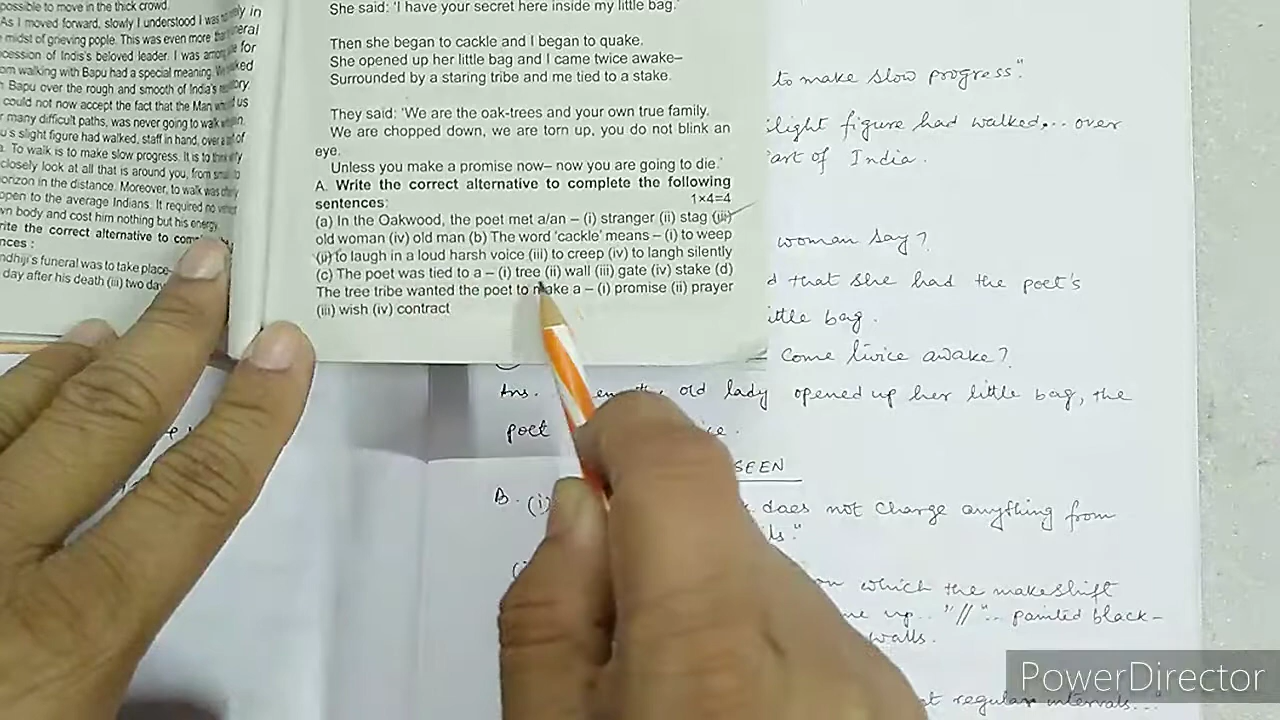 possible to move in the thick crowd.
As I moved forward, slowly I understood I was
midst of grieving pople. This was even more
cession of Indis's beloved leader. I was
om walking with Bapu had a special meaning.
Bapu over the rough and smooth of India's
could not now accept the fact that the Man
many difficult paths, was never going to walk
u's slight figure had walked, staff in hand, over
To walk is to make slow progress. It is to
closely look at all that is around you, from
orizon in the distance. Moreover, to walk was
open to the average Indians. It required no
wn body and cost him nothing but his energy.
rite the correct alternative to
nces :
ndhiji's funeral was to take place
day after his death (iii) two
She said: 'I have your secret here inside my little bag.'
Then she began to cackle and I began to quake.
She opened up her little bag and I came twice awake–
Surrounded by a staring tribe and me tied to a stake.
They said: 'We are the oak-trees and your own true family.
We are chopped down, we are torn up, you do not blink an
eye.
Unless you make a promise now– now you are going to die.'
A. Write the correct alternative to complete the following
sentences: 1×4=4
(a) In the Oakwood, the poet met a/an – (i) stranger (ii) stag (iii)
old woman (iv) old man (b) The word 'cackle' means – (i) to weep
(ii) to laugh in a loud harsh voice (iii) to creep (iv) to langh silently
(c) The poet was tied to a – (i) tree (ii) wall (iii) gate (iv) stake (d)
The tree tribe wanted the poet to make a – (i) promise (ii) prayer
(iii) wish (iv) contract
to make slow progress".
slight figure had walked... over
art of India.
woman say?
d that she had the poet's
ittle bag.
come twice awake?
Ans. old lady opened up her little bag, the
poet
SEEN
B. (i) does not charge anything from
ils."
on which the makeshift
me up.. "//".. painted black-
walls.
at regular intervals..."
PowerDirector